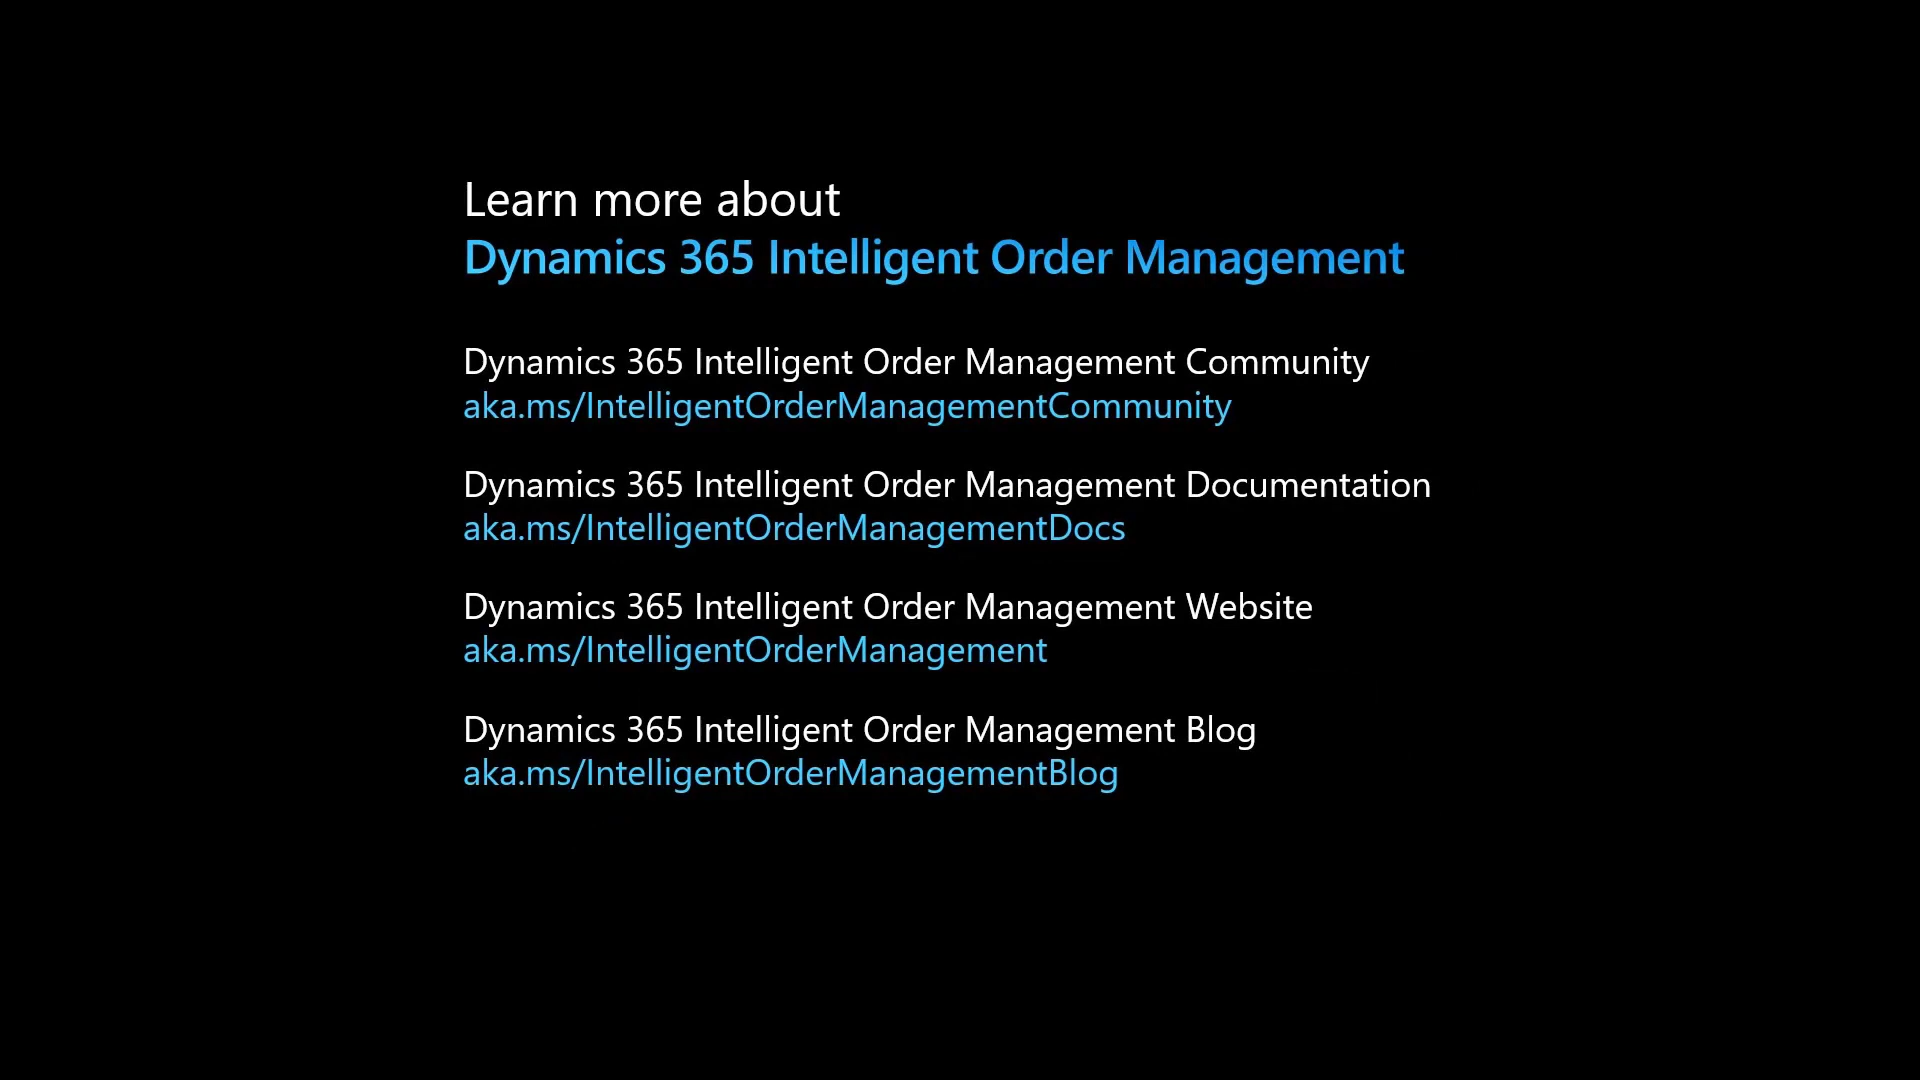 Learn more about
Dynamics 365 Intelligent Order Management
Dynamics 365 Intelligent Order Management Community
aka.ms/IntelligentOrderManagementCommunity
Dynamics 365 Intelligent Order Management Documentation
aka.ms/IntelligentOrderManagementDocs
Dynamics 365 Intelligent Order Management Website
aka.ms/IntelligentOrderManagement
Dynamics 365 Intelligent Order Management Blog
aka.ms/IntelligentOrderManagementBlog